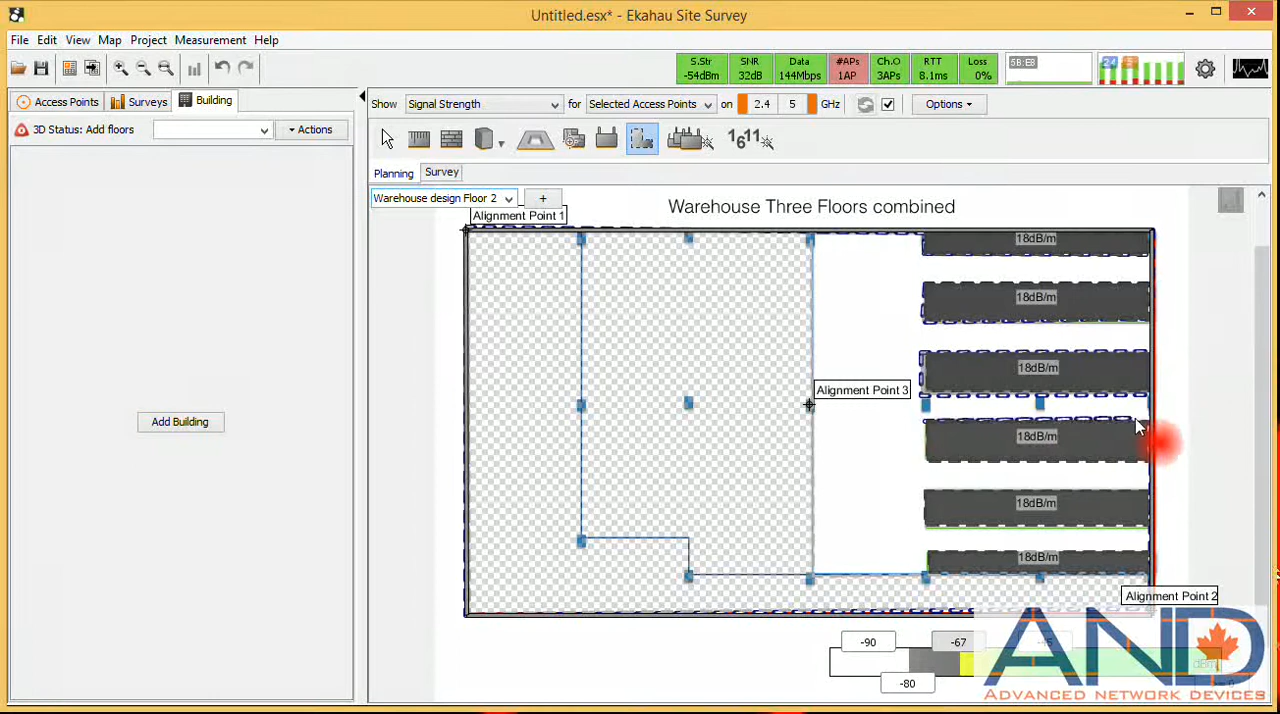 Untitled.esx* - Ekahau Site Survey
File Edit View Map Project Measurement Help
S.Str SNR Data #APs Ch.O RTT Loss
-54dBm 32dB 144Mbps 1AP 3APs 8.1ms 0%
Access Points Surveys Building
Show Signal Strength for Selected Access Points on 2.4 5 GHz Options
3D Status: Add floors Actions
1 6 11
Planning Survey
Warehouse design Floor 2 +
Warehouse Three Floors combined
Alignment Point 1
18dB/m
18dB/m
18dB/m
Alignment Point 3
Add Building
18dB/m
18dB/m
18dB/m
Alignment Point 2
-90 -67
-80
AND
ADVANCED NETWORK DEVICES